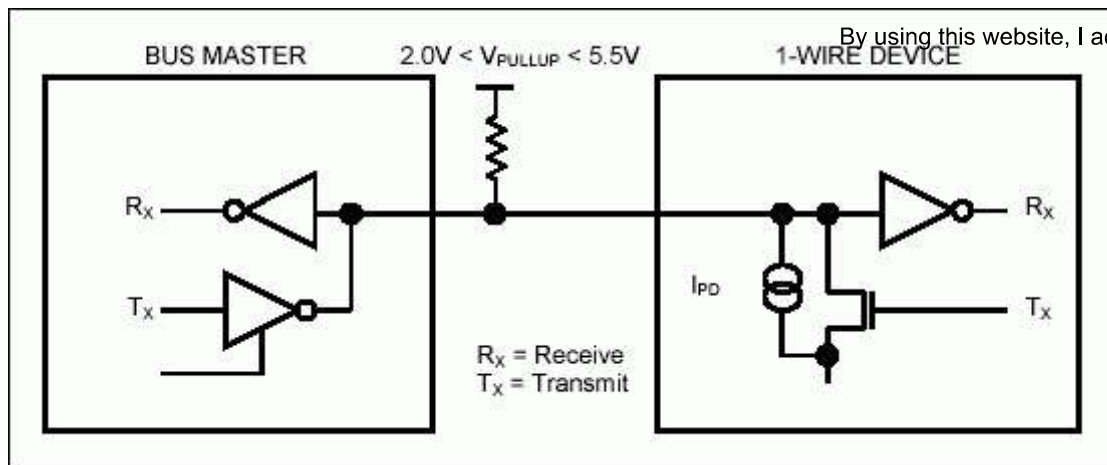 By using this website, I a
BUS MASTER
2.0V < VPULLUP < 5.5V
1-WIRE DEVICE
RX
TX
IPD
RX
TX
RX = Receive
TX = Transmit